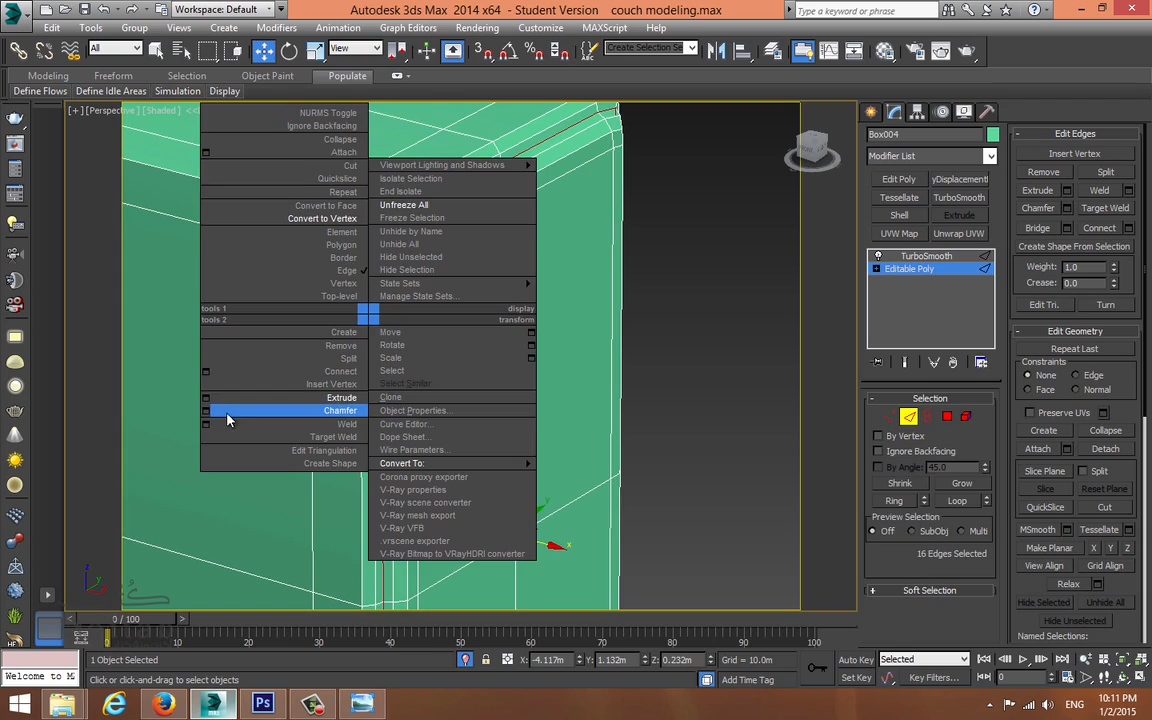 Workspace: Default
Autodesk 3ds Max 2014 x64 - Student Version couch modeling.max
Type a keyword or phrase
Edit Tools Group Views Create Modifiers Animation Graph Editors Rendering Customize MAXScript Help
All View Create Selection Se
Modeling Freeform Selection Object Paint Populate
Define Flows Define Idle Areas Simulation Display
[+] [Perspective] [Shaded] <<
NURMS Toggle
Ignore Backfacing
Collapse
Attach
Cut
Quickslice
Repeat
Convert to Face
Convert to Vertex
Element
Polygon
Border
Edge
Vertex
Top-level
tools 1
tools 2
Create
Remove
Split
Connect
Insert Vertex
Extrude
Chamfer
Weld
Target Weld
Edit Triangulation
Create Shape
Viewport Lighting and Shadows
Isolate Selection
End Isolate
Unfreeze All
Freeze Selection
Unhide by Name
Unhide All
Hide Unselected
Hide Selection
State Sets
Manage State Sets...
display
transform
Move
Rotate
Scale
Select
Select Similar
Clone
Object Properties...
Curve Editor...
Dope Sheet...
Wire Parameters...
Convert To:
Corona proxy exporter
V-Ray properties
V-Ray scene converter
V-Ray mesh export
V-Ray VFB
.vrscene exporter
V-Ray Bitmap to VRayHDRI converter
Box004
Modifier List
Edit Poly yDisplacement
Tessellate TurboSmooth
Shell Extrude
UVW Map Unwrap UVW
TurboSmooth
Editable Poly
Selection
By Vertex
Ignore Backfacing
By Angle: 45.0
Shrink Grow
Ring Loop
Preview Selection
Off SubObj Multi
16 Edges Selected
Soft Selection
Edit Edges
Insert Vertex
Remove Split
Extrude Weld
Chamfer Target Weld
Bridge Connect
Create Shape From Selection
Weight: 1.0
Crease: 0.0
Edit Tri. Turn
Edit Geometry
Repeat Last
Constraints
None Edge
Face Normal
Preserve UVs
Create Collapse
Attach Detach
Slice Plane Split
Slice Reset Plane
QuickSlice Cut
MSmooth Tessellate
Make Planar X Y Z
View Align Grid Align
Relax
Hide Selected Unhide All
Hide Unselected
Named Selections:
0 / 100
0 10 20 30 40 50 60 70 80 90 100
1 Object Selected X: -4.117m Y: 1.132m Z: 0.232m Grid = 10.0m Auto Key Selected
Welcome to M Click or click-and-drag to select objects Add Time Tag Set Key Key Filters... 0
ENG 10:11 PM
1/2/2015